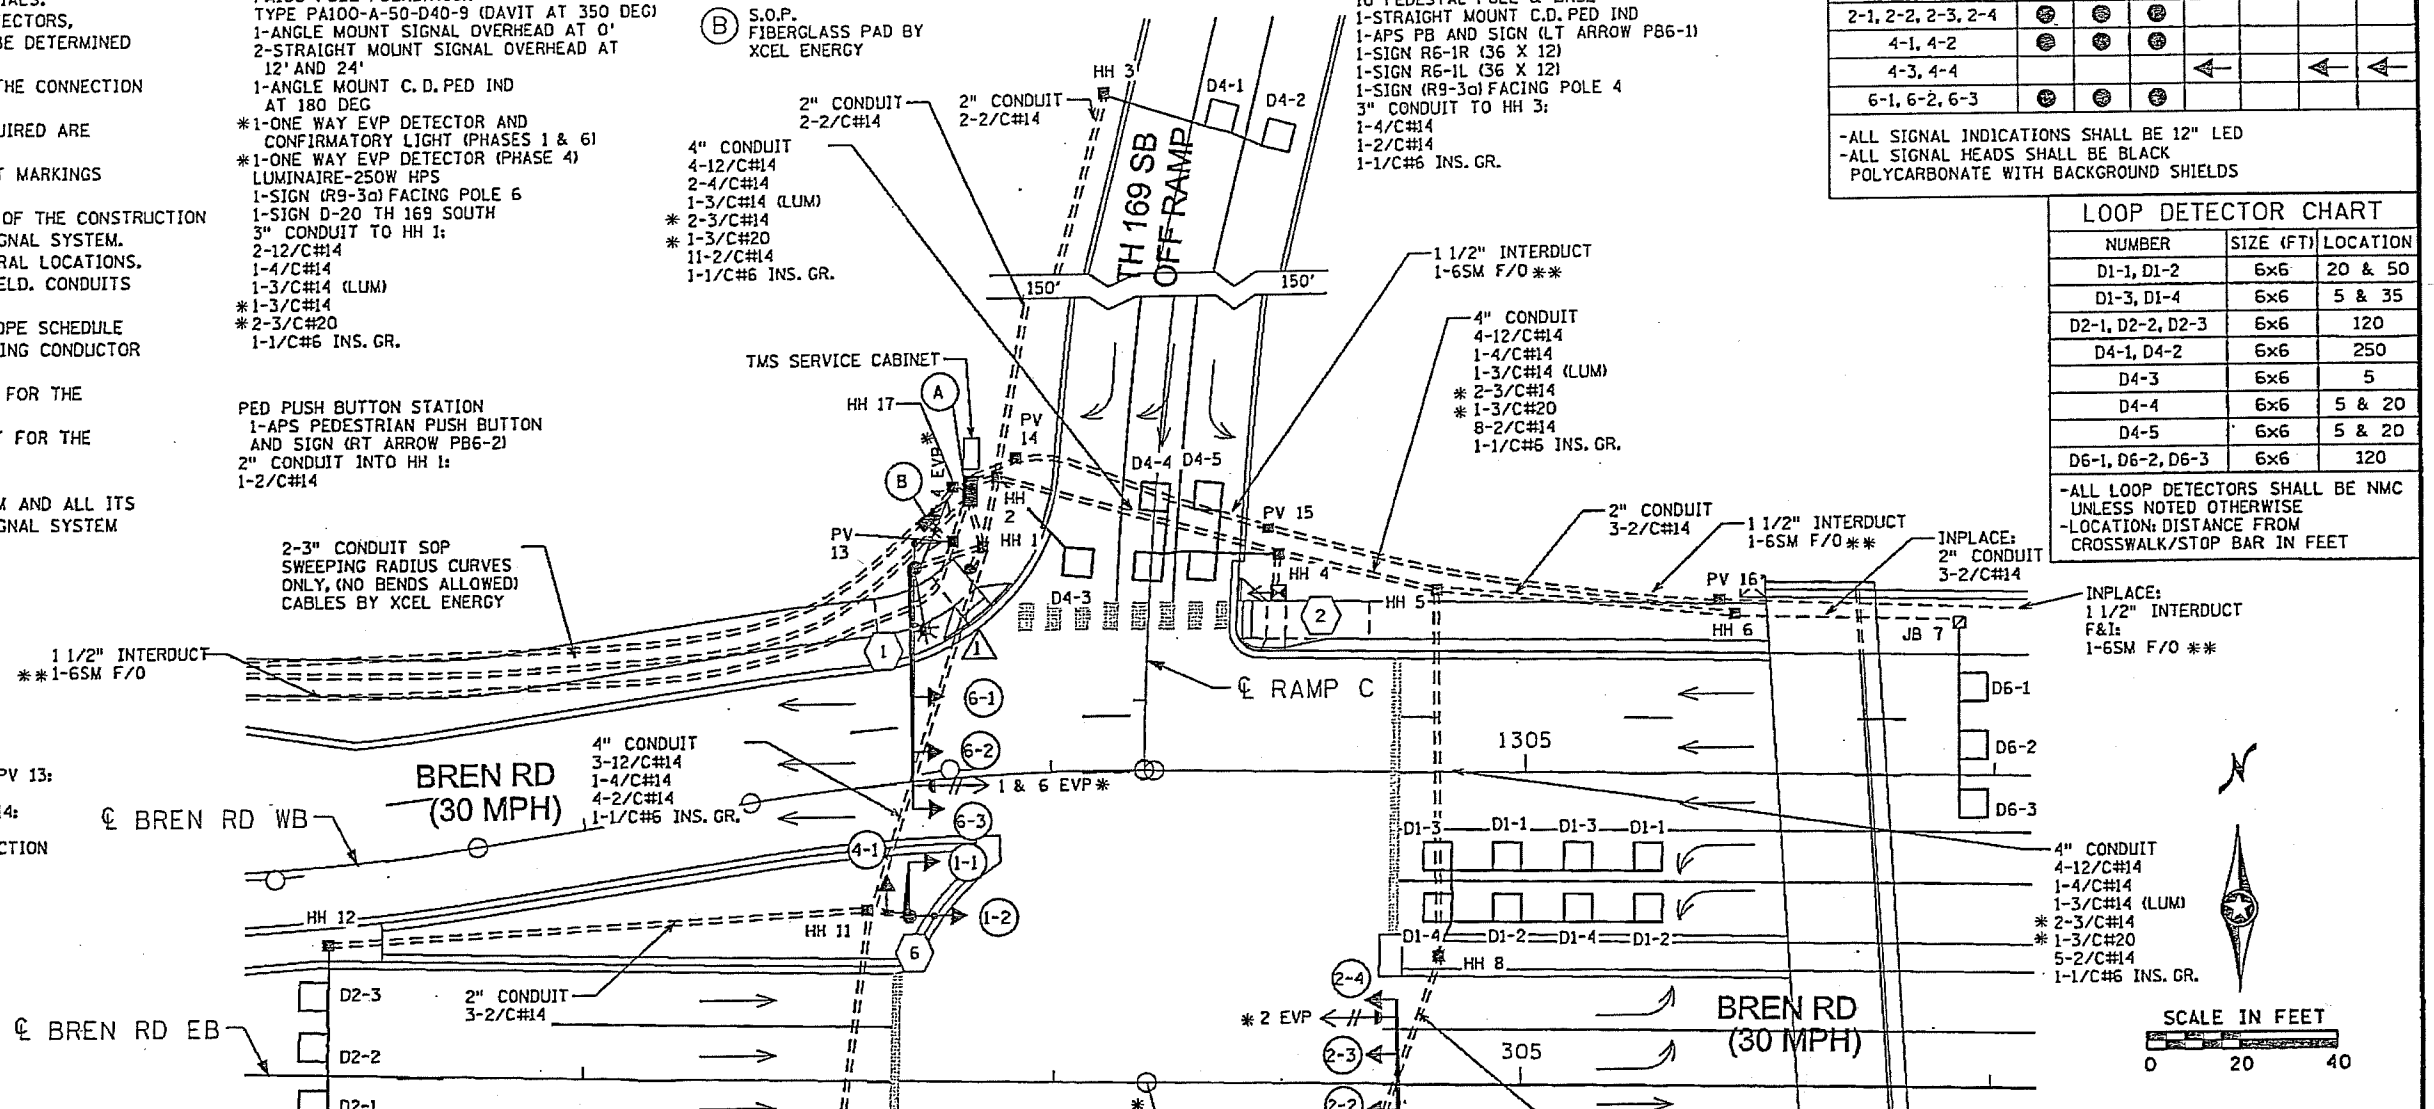 IALS.
ECTORS,
BE DETERMINED
THE CONNECTION
UIRED ARE
T MARKINGS
OF THE CONSTRUCTION
GNAL SYSTEM.
RAL LOCATIONS.
ELD. CONDUITS
OPE SCHEDULE
ING CONDUCTOR
FOR THE
T FOR THE
M AND ALL ITS
GNAL SYSTEM
PV 13:
14:
CTION
TYPE PA100-A-50-D40-9 (DAVIT AT 350 DEG)
1-ANGLE MOUNT SIGNAL OVERHEAD AT 0'
2-STRAIGHT MOUNT SIGNAL OVERHEAD AT
12' AND 24'
1-ANGLE MOUNT C.D. PED IND
AT 180 DEG
*1-ONE WAY EVP DETECTOR AND
CONFIRMATORY LIGHT (PHASES 1 & 6)
*1-ONE WAY EVP DETECTOR (PHASE 4)
LUMINAIRE-250W HPS
1-SIGN (R9-3a) FACING POLE 6
1-SIGN D-20 TH 169 SOUTH
3" CONDUIT TO HH 1:
2-12/C#14
1-4/C#14
1-3/C#14 (LUM)
*1-3/C#14
*2-3/C#20
1-1/C#6 INS. GR.
PED PUSH BUTTON STATION
1-APS PEDESTRIAN PUSH BUTTON
AND SIGN (RT ARROW PB6-2)
2" CONDUIT INTO HH 1:
1-2/C#14
B
S.O.P.
FIBERGLASS PAD BY
XCEL ENERGY
10' PEDESTAL POLE & BASE
1-STRAIGHT MOUNT C.D. PED IND
1-APS PB AND SIGN (LT ARROW PB6-1)
1-SIGN R6-1R (36 X 12)
1-SIGN R6-1L (36 X 12)
1-SIGN (R9-3a) FACING POLE 4
3" CONDUIT TO HH 3:
1-4/C#14
1-2/C#14
1-1/C#6 INS. GR.
2-1, 2-2, 2-3, 2-4
4-1, 4-2
4-3, 4-4
6-1, 6-2, 6-3
-ALL SIGNAL INDICATIONS SHALL BE 12" LED
-ALL SIGNAL HEADS SHALL BE BLACK
POLYCARBONATE WITH BACKGROUND SHIELDS
LOOP DETECTOR CHART
NUMBER SIZE (FT) LOCATION
D1-1, D1-2 6x6 20 & 50
D1-3, D1-4 6x6 5 & 35
D2-1, D2-2, D2-3 6x6 120
D4-1, D4-2 6x6 250
D4-3 6x6 5
D4-4 6x6 5 & 20
D4-5 6x6 5 & 20
D6-1, D6-2, D6-3 6x6 120
-ALL LOOP DETECTORS SHALL BE NMC
UNLESS NOTED OTHERWISE
-LOCATION: DISTANCE FROM
CROSSWALK/STOP BAR IN FEET
2" CONDUIT
2-2/C#14
2" CONDUIT
2-2/C#14
HH 3
D4-1
D4-2
4" CONDUIT
4-12/C#14
2-4/C#14
1-3/C#14 (LUM)
* 2-3/C#14
* 1-3/C#20
11-2/C#14
1-1/C#6 INS. GR.
TH 169 SB
OFF RAMP
150'
150'
1 1/2" INTERDUCT
1-6SM F/O **
4" CONDUIT
4-12/C#14
1-4/C#14
1-3/C#14 (LUM)
* 2-3/C#14
* 1-3/C#20
8-2/C#14
1-1/C#6 INS. GR.
TMS SERVICE CABINET
HH 17
A
4 EVP *
PV
14
B
HH
2
D4-4
D4-5
PV 15
PV
13
HH 1
HH 4
D4-3
HH 5
2" CONDUIT
3-2/C#14
1 1/2" INTERDUCT
1-6SM F/O **
INPLACE:
2" CONDUIT
3-2/C#14
PV 16
HH 6
JB 7
INPLACE:
1 1/2" INTERDUCT
F&I:
1-6SM F/O **
2-3" CONDUIT SOP
SWEEPING RADIUS CURVES
ONLY, (NO BENDS ALLOWED)
CABLES BY XCEL ENERGY
1 1/2" INTERDUCT
**1-6SM F/O
1
1
2
6-1
6-2
1 & 6 EVP *
6-3
℄ RAMP C
D6-1
D6-2
D6-3
1305
4" CONDUIT
3-12/C#14
1-4/C#14
4-2/C#14
1-1/C#6 INS. GR.
BREN RD
(30 MPH)
℄ BREN RD WB
4-1
1-1
1-2
D1-3 D1-1 D1-3 D1-1
D1-4 D1-2 D1-4 D1-2
HH 8
4" CONDUIT
4-12/C#14
1-4/C#14
1-3/C#14 (LUM)
* 2-3/C#14
* 1-3/C#20
5-2/C#14
1-1/C#6 INS. GR.
HH 12
HH 11
6
D2-3
2" CONDUIT
3-2/C#14
℄ BREN RD EB
D2-2
D2-1
2-4
* 2 EVP
2-3
2-2
*
BREN RD
(30 MPH)
305
N
SCALE IN FEET
0 20 40